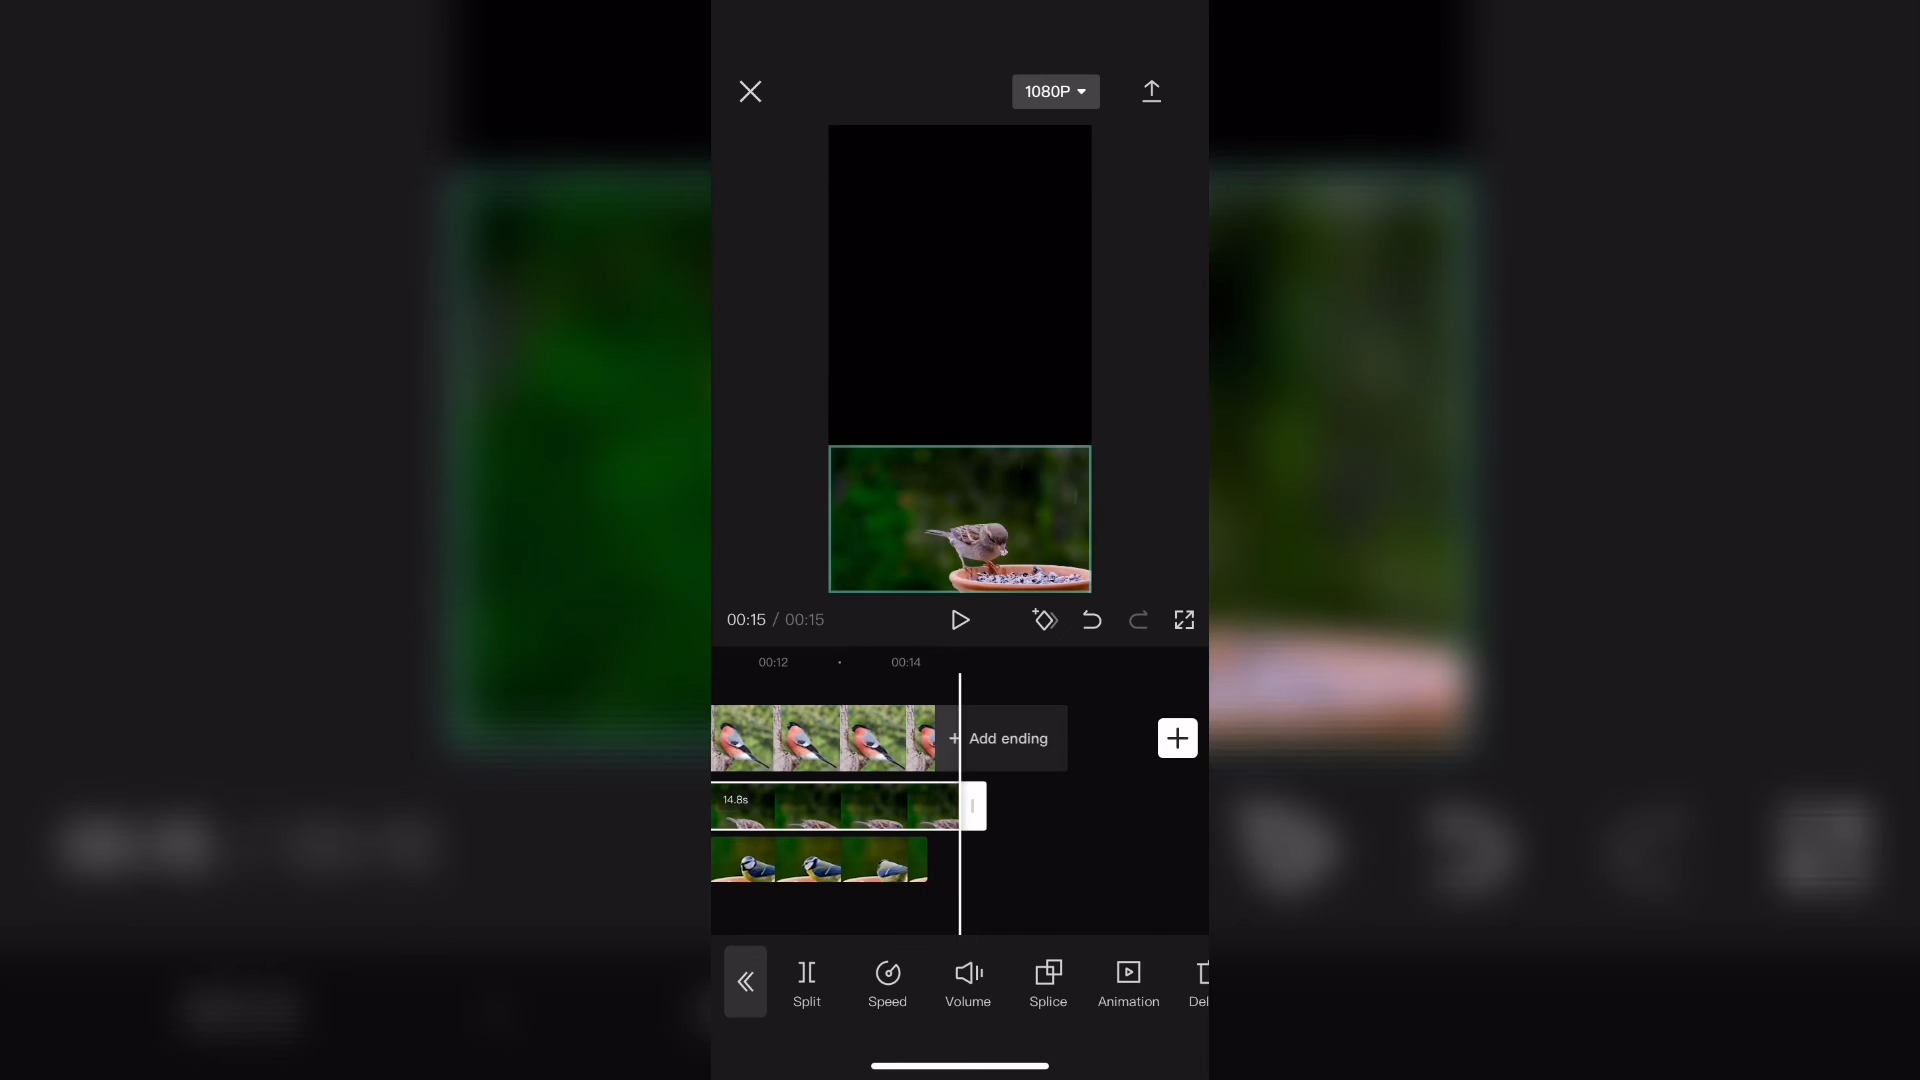 1080P
00:15 / 00:15
00:12 00:14
+ Add ending
14.8s
Split Speed Volume Splice Animation Del